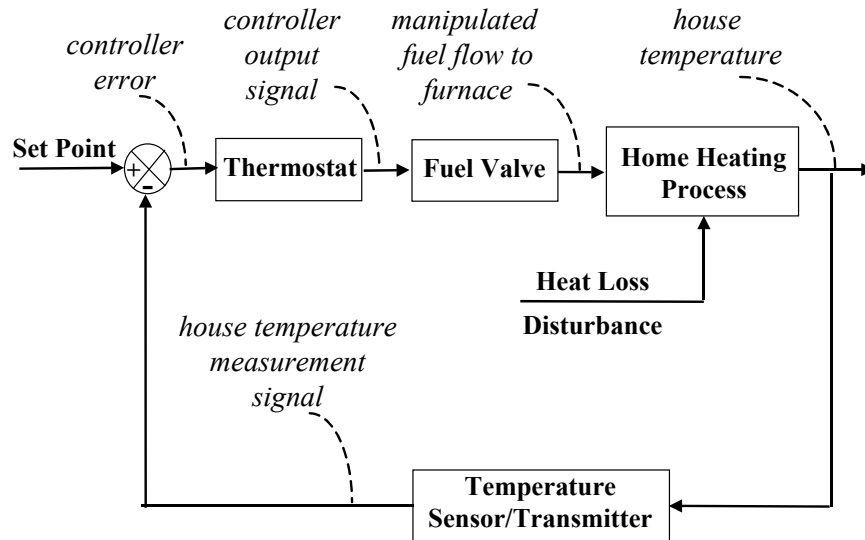 controller
error
controller
output
signal
manipulated
fuel flow to
furnace
house
temperature
Set Point
+
-
Thermostat
Fuel Valve
Home Heating
Process
Heat Loss
Disturbance
house temperature
measurement
signal
Temperature
Sensor/Transmitter